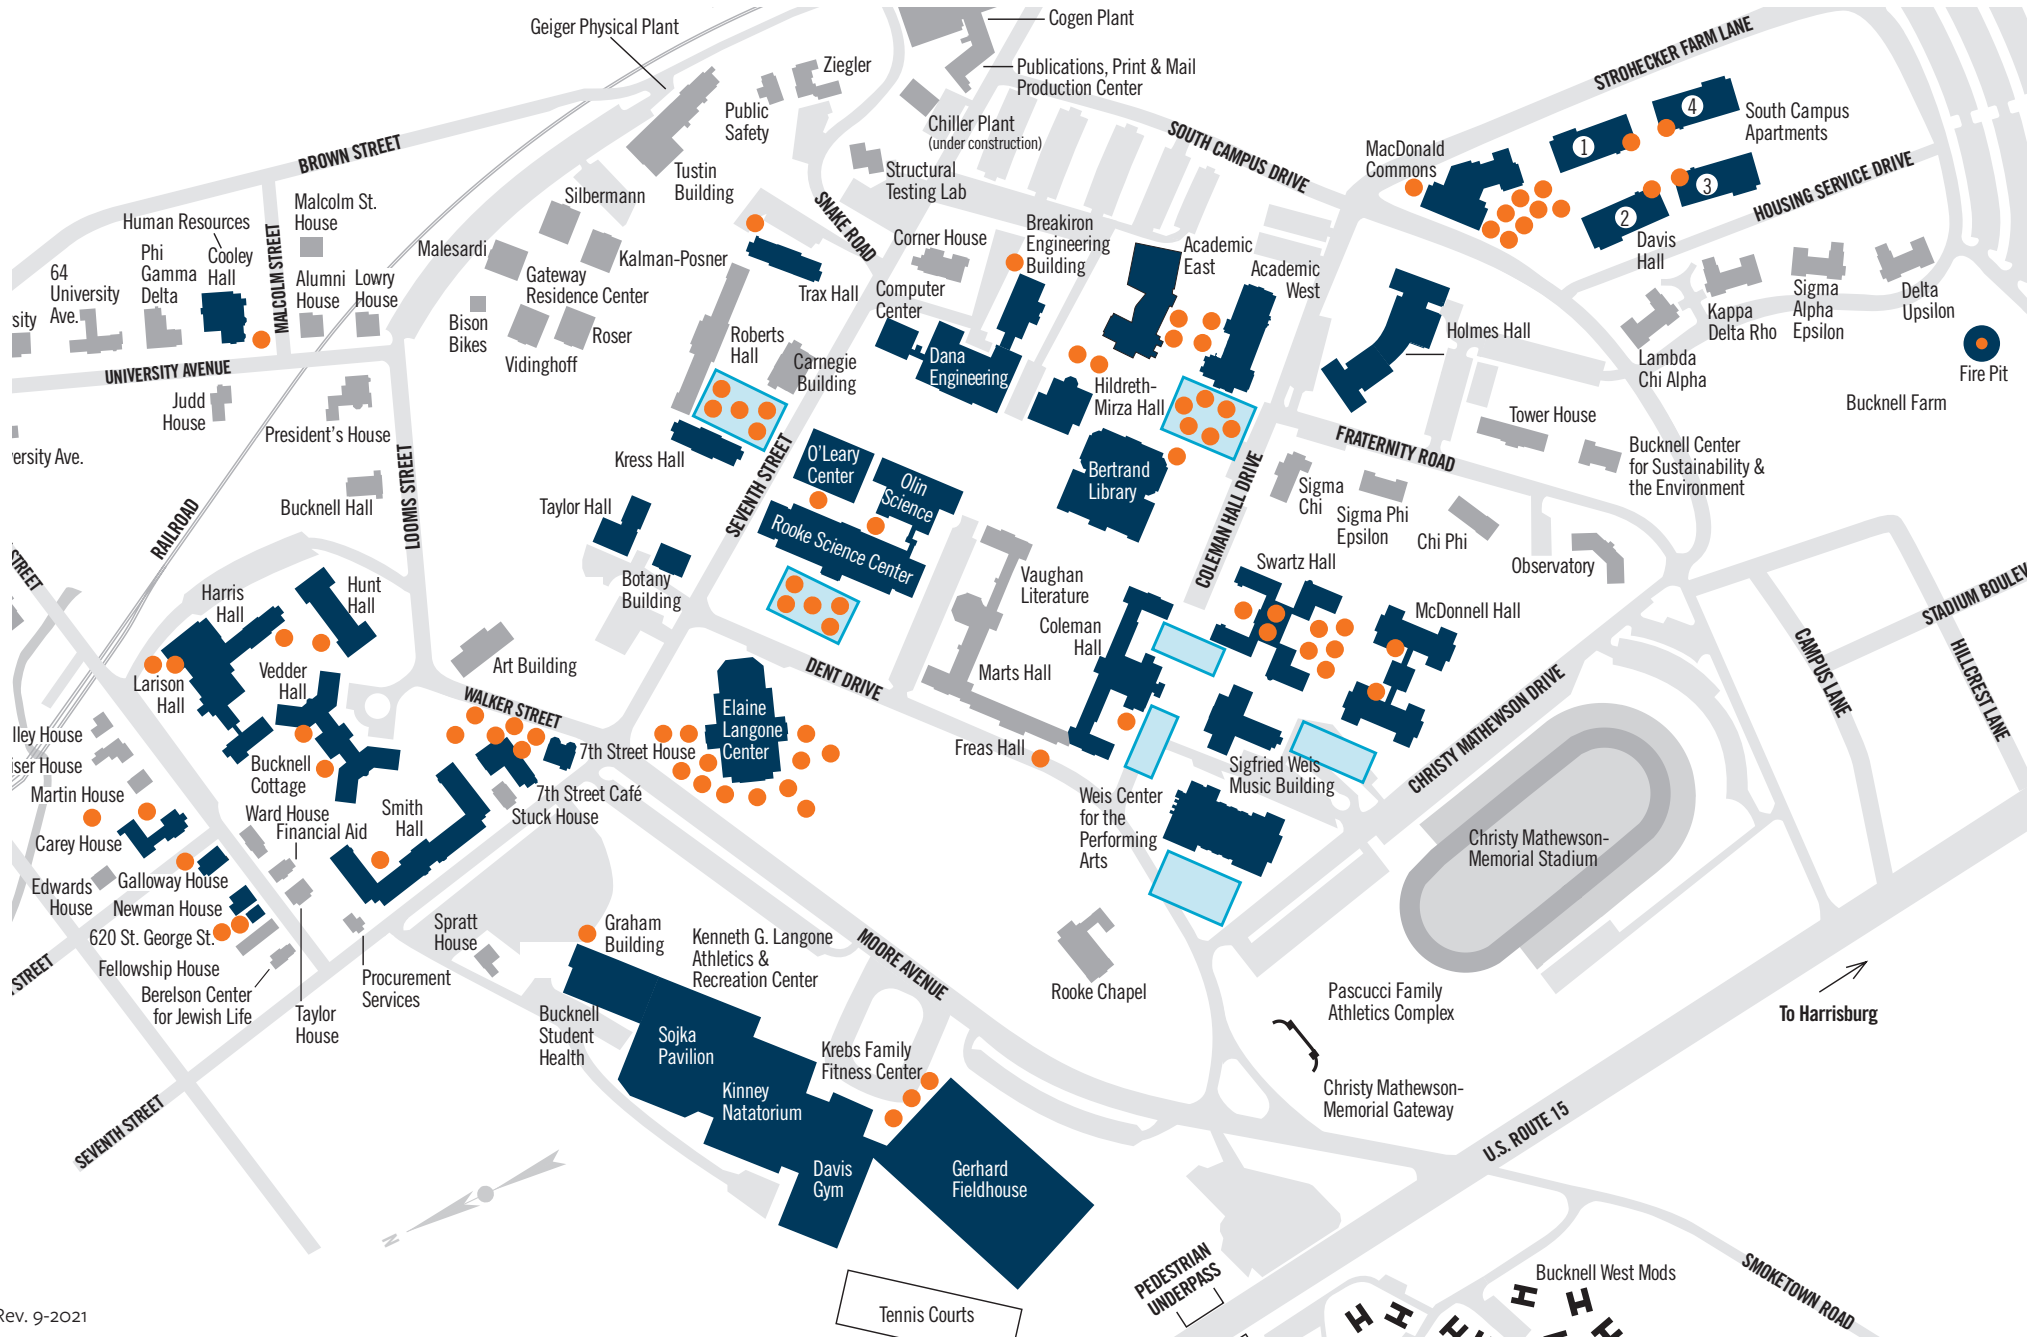 Geiger Physical Plant
Cogen Plant
Publications, Print & Mail
Production Center
Ziegler
Public
Safety
Chiller Plant
(under construction)
Structural
Testing Lab
Tustin
Building
SOUTH CAMPUS DRIVE
STROHECKER FARM LANE
MacDonald
Commons
1
4
2
3
South Campus
Apartments
HOUSING SERVICE DRIVE
Davis
Hall
BROWN STREET
Silbermann
SNAKE ROAD
Human Resources
Cooley
Hall
Malcolm St.
House
MALCOLM STREET
Phi
Gamma
Delta
64
University
Ave.
sity
Alumni
House
Lowry
House
Malesardi
Kalman-Posner
Gateway
Residence Center
Bison
Bikes
Vidinghoff
Roser
Trax Hall
Roberts
Hall
Carnegie
Building
Corner House
Computer
Center
Breakiron
Engineering
Building
Dana
Engineering
Academic
East
Academic
West
Hildreth-
Mirza Hall
Holmes Hall
Kappa
Delta Rho
Sigma
Alpha
Epsilon
Delta
Upsilon
Lambda
Chi Alpha
Fire Pit
Bucknell Farm
UNIVERSITY AVENUE
Judd
House
President's House
ersity Ave.
Bucknell Hall
RAILROAD
LOOMIS STREET
Kress Hall
SEVENTH STREET
O'Leary
Center
Olin
Science
Rooke Science Center
Bertrand
Library
Taylor Hall
Botany
Building
COLEMAN HALL DRIVE
FRATERNITY ROAD
Tower House
Bucknell Center
for Sustainability &
the Environment
Sigma
Chi
Sigma Phi
Epsilon
Chi Phi
Observatory
STREET
Harris
Hall
Hunt
Hall
Larison
Hall
Vedder
Hall
Bucknell
Cottage
Art Building
WALKER STREET
DENT DRIVE
Vaughan
Literature
Coleman
Hall
Marts Hall
Freas Hall
Swartz Hall
McDonnell Hall
STADIUM BOULEV
CAMPUS LANE
HILLCREST LANE
CHRISTY MATHEWSON DRIVE
Elaine
Langone
Center
7th Street House
7th Street Café
Stuck House
Smith
Hall
Ward House
Financial Aid
lley House
iser House
Martin House
Carey House
Galloway House
Edwards
House
Newman House
620 St. George St.
Fellowship House
Berelson Center
for Jewish Life
Taylor
House
Procurement
Services
Spratt
House
Graham
Building
Kenneth G. Langone
Athletics &
Recreation Center
Bucknell
Student
Health
Sojka
Pavilion
Kinney
Natatorium
Davis
Gym
Krebs Family
Fitness Center
Gerhard
Fieldhouse
MOORE AVENUE
Sigfried Weis
Music Building
Weis Center
for the
Performing
Arts
Rooke Chapel
Christy Mathewson-
Memorial Stadium
Pascucci Family
Athletics Complex
Christy Mathewson-
Memorial Gateway
To Harrisburg
U.S. ROUTE 15
STREET
SEVENTH STREET
N
Tennis Courts
PEDESTRIAN
UNDERPASS
Bucknell West Mods
SMOKETOWN ROAD
Rev. 9-2021